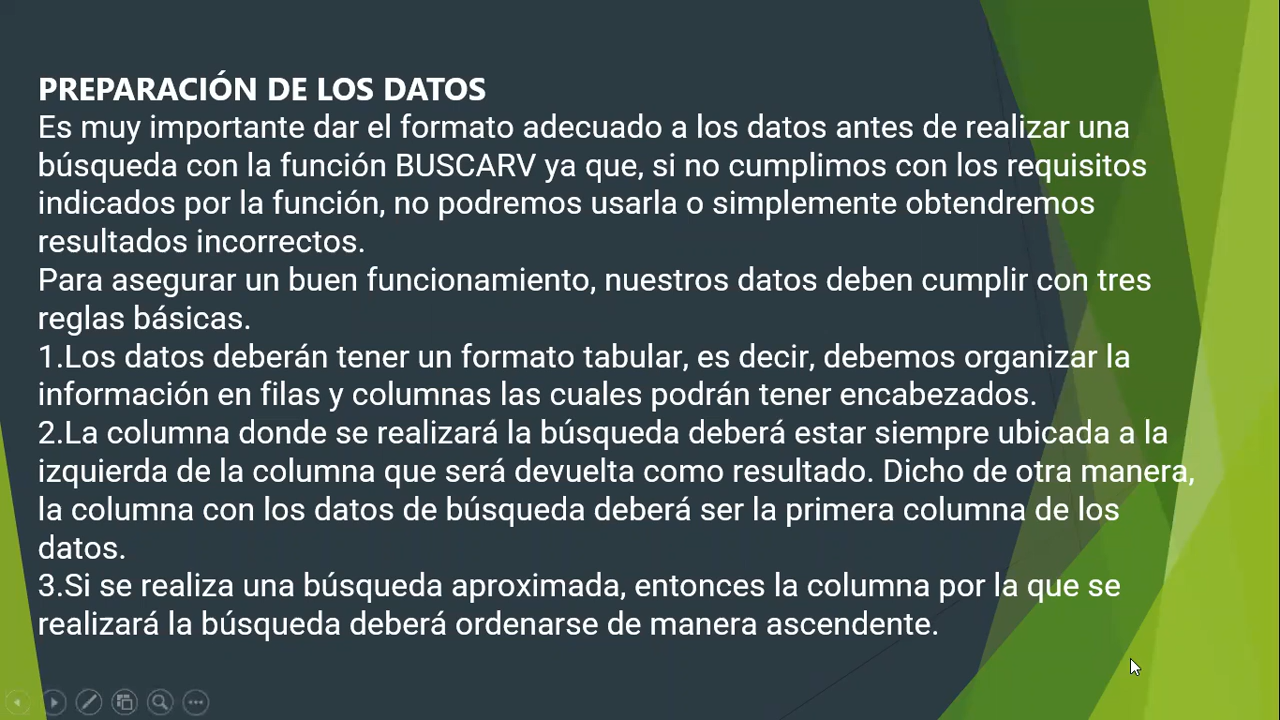 PREPARACIÓN DE LOS DATOS
Es muy importante dar el formato adecuado a los datos antes de realizar una
búsqueda con la función BUSCARV ya que, si no cumplimos con los requisitos
indicados por la función, no podremos usarla o simplemente obtendremos
resultados incorrectos.
Para asegurar un buen funcionamiento, nuestros datos deben cumplir con tres
reglas básicas.
1.Los datos deberán tener un formato tabular, es decir, debemos organizar la
información en filas y columnas las cuales podrán tener encabezados.
2.La columna donde se realizará la búsqueda deberá estar siempre ubicada a la
izquierda de la columna que será devuelta como resultado. Dicho de otra manera,
la columna con los datos de búsqueda deberá ser la primera columna de los
datos.
3.Si se realiza una búsqueda aproximada, entonces la columna por la que se
realizará la búsqueda deberá ordenarse de manera ascendente.